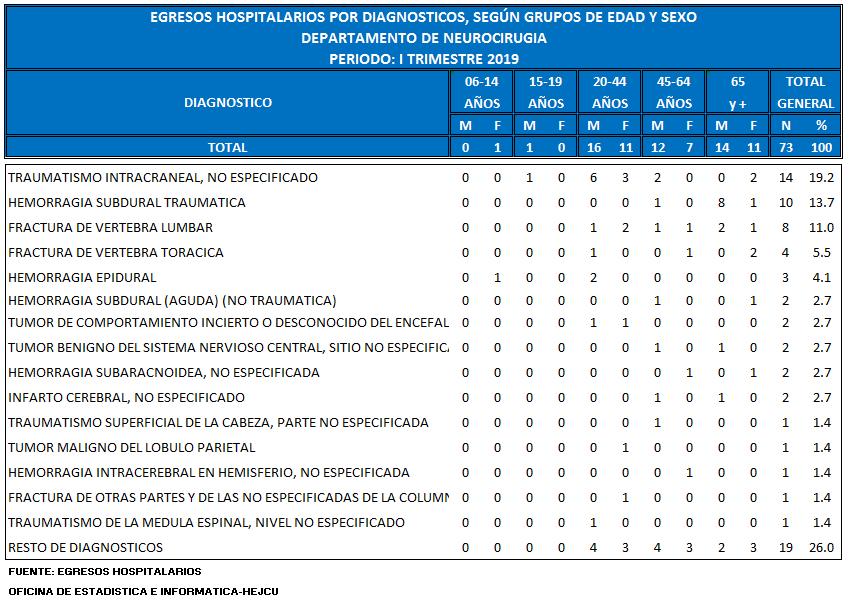 EGRESOS HOSPITALARIOS POR DIAGNOSTICOS, SEGÚN GRUPOS DE EDAD Y SEXO
DEPARTAMENTO DE NEUROCIRUGIA
PERIODO: I TRIMESTRE 2019
DIAGNOSTICO 06-14 AÑOS 15-19 AÑOS 20-44 AÑOS 45-64 AÑOS 65 y + TOTAL GENERAL
M F M F M F M F M F N %
TOTAL 0 1 1 0 16 11 12 7 14 11 73 100
TRAUMATISMO INTRACRANEAL, NO ESPECIFICADO 0 0 1 0 6 3 2 0 0 2 14 19.2
HEMORRAGIA SUBDURAL TRAUMATICA 0 0 0 0 0 0 1 0 8 1 10 13.7
FRACTURA DE VERTEBRA LUMBAR 0 0 0 0 1 2 1 1 2 1 8 11.0
FRACTURA DE VERTEBRA TORACICA 0 0 0 0 1 0 0 1 0 2 4 5.5
HEMORRAGIA EPIDURAL 0 1 0 0 2 0 0 0 0 0 3 4.1
HEMORRAGIA SUBDURAL (AGUDA) (NO TRAUMATICA) 0 0 0 0 0 0 1 0 0 1 2 2.7
TUMOR DE COMPORTAMIENTO INCIERTO O DESCONOCIDO DEL ENCEFAL 0 0 0 0 1 1 0 0 0 0 2 2.7
TUMOR BENIGNO DEL SISTEMA NERVIOSO CENTRAL, SITIO NO ESPECIFICA 0 0 0 0 0 0 1 0 1 0 2 2.7
HEMORRAGIA SUBARACNOIDEA, NO ESPECIFICADA 0 0 0 0 0 0 0 1 0 1 2 2.7
INFARTO CEREBRAL, NO ESPECIFICADO 0 0 0 0 0 0 1 0 1 0 2 2.7
TRAUMATISMO SUPERFICIAL DE LA CABEZA, PARTE NO ESPECIFICADA 0 0 0 0 0 0 1 0 0 0 1 1.4
TUMOR MALIGNO DEL LOBULO PARIETAL 0 0 0 0 0 1 0 0 0 0 1 1.4
HEMORRAGIA INTRACEREBRAL EN HEMISFERIO, NO ESPECIFICADA 0 0 0 0 0 0 0 1 0 0 1 1.4
FRACTURA DE OTRAS PARTES Y DE LAS NO ESPECIFICADAS DE LA COLUMN 0 0 0 0 0 1 0 0 0 0 1 1.4
TRAUMATISMO DE LA MEDULA ESPINAL, NIVEL NO ESPECIFICADO 0 0 0 0 1 0 0 0 0 0 1 1.4
RESTO DE DIAGNOSTICOS 0 0 0 0 4 3 4 3 2 3 19 26.0
FUENTE: EGRESOS HOSPITALARIOS
OFICINA DE ESTADISTICA E INFORMATICA-HEJCU